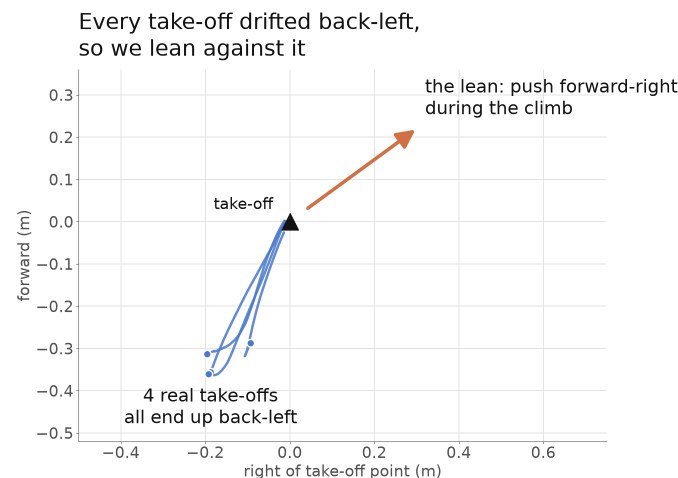 Every take-off drifted back-left,
so we lean against it
the lean: push forward-right
during the climb
take-off
4 real take-offs
all end up back-left
forward (m)
0.3
0.2
0.1
0.0
−0.1
−0.2
−0.3
−0.4
−0.5
−0.4 −0.2 0.0 0.2 0.4 0.6
right of take-off point (m)